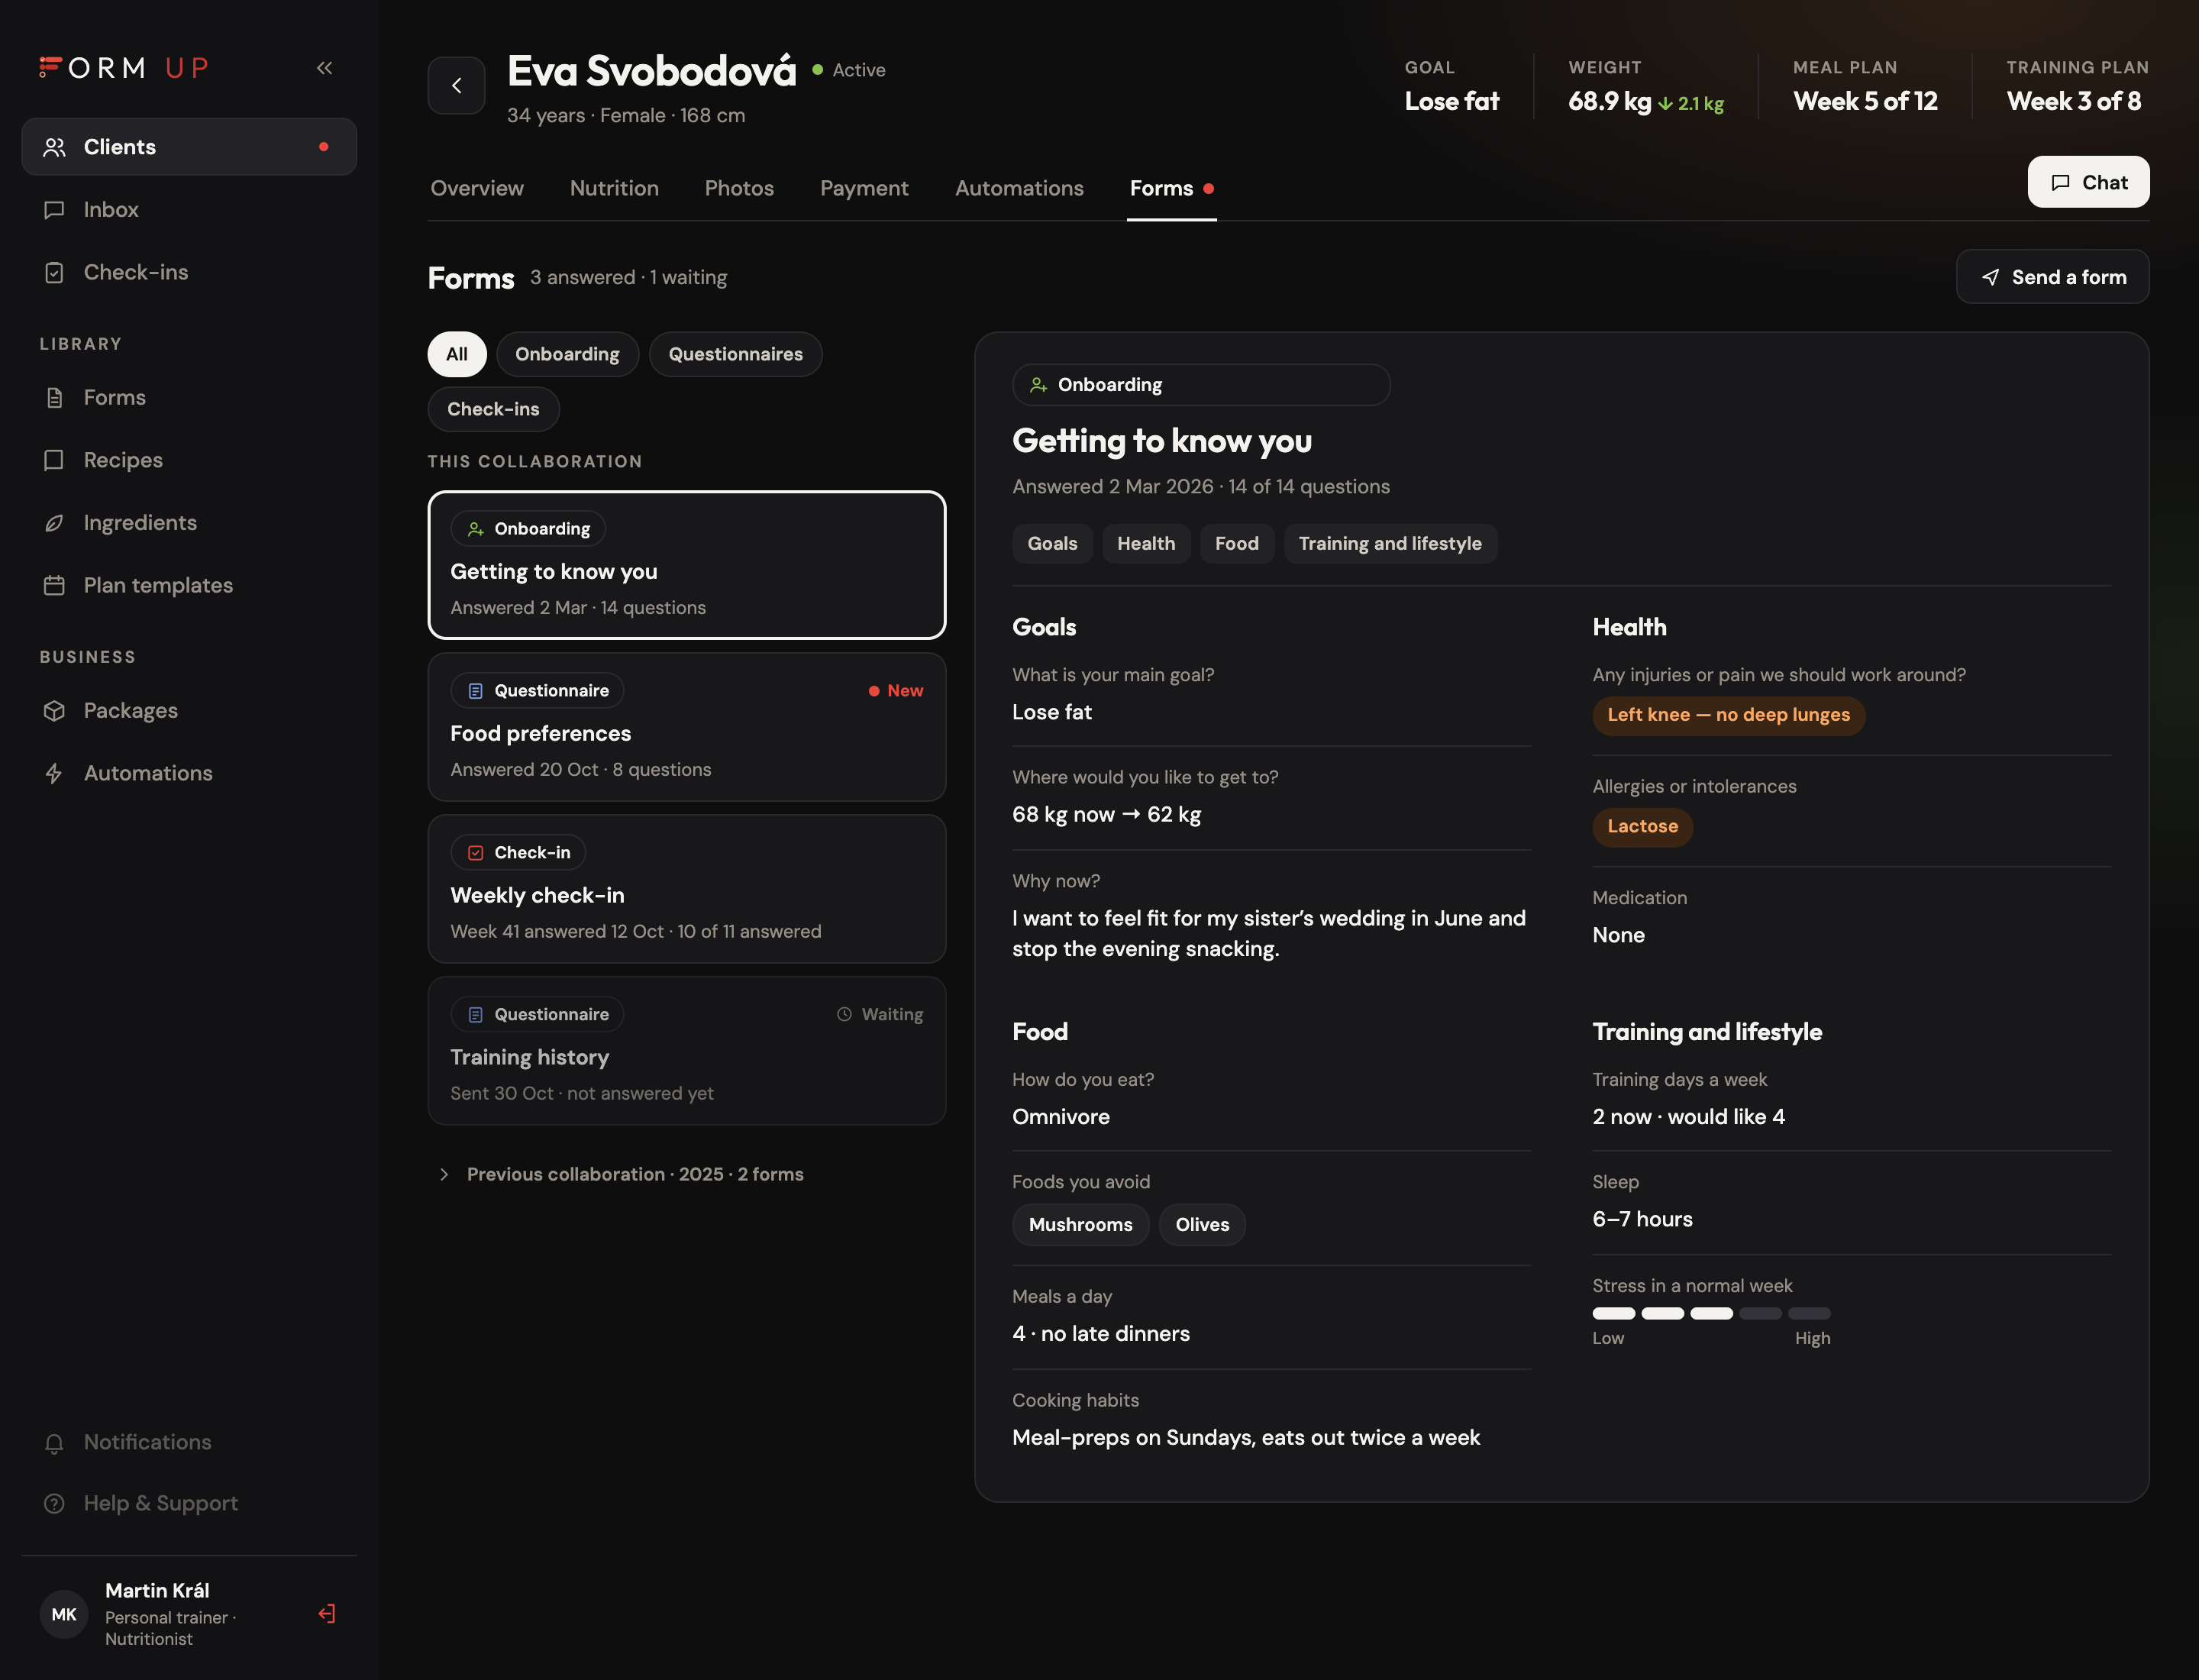 FORM UP
Clients
Inbox
Check-ins
LIBRARY
Forms
Recipes
Ingredients
Plan templates
BUSINESS
Packages
Automations
Notifications
Help & Support
MK
Martin Král
Personal trainer ·
Nutritionist
Eva Svobodová
Active
34 years · Female · 168 cm
GOAL
Lose fat
WEIGHT
68.9 kg ↓ 2.1 kg
MEAL PLAN
Week 5 of 12
TRAINING PLAN
Week 3 of 8
Overview
Nutrition
Photos
Payment
Automations
Forms
Chat
Forms
3 answered · 1 waiting
Send a form
All
Onboarding
Questionnaires
Check-ins
THIS COLLABORATION
Onboarding
Getting to know you
Answered 2 Mar · 14 questions
Questionnaire
New
Food preferences
Answered 20 Oct · 8 questions
Check-in
Weekly check-in
Week 41 answered 12 Oct · 10 of 11 answered
Questionnaire
Waiting
Training history
Sent 30 Oct · not answered yet
Previous collaboration · 2025 · 2 forms
Onboarding
Getting to know you
Answered 2 Mar 2026 · 14 of 14 questions
Goals
Health
Food
Training and lifestyle
Goals
What is your main goal?
Lose fat
Where would you like to get to?
68 kg now → 62 kg
Why now?
I want to feel fit for my sister’s wedding in June and
stop the evening snacking.
Health
Any injuries or pain we should work around?
Left knee — no deep lunges
Allergies or intolerances
Lactose
Medication
None
Food
How do you eat?
Omnivore
Foods you avoid
Mushrooms
Olives
Meals a day
4 · no late dinners
Cooking habits
Meal-preps on Sundays, eats out twice a week
Training and lifestyle
Training days a week
2 now · would like 4
Sleep
6–7 hours
Stress in a normal week
Low
High